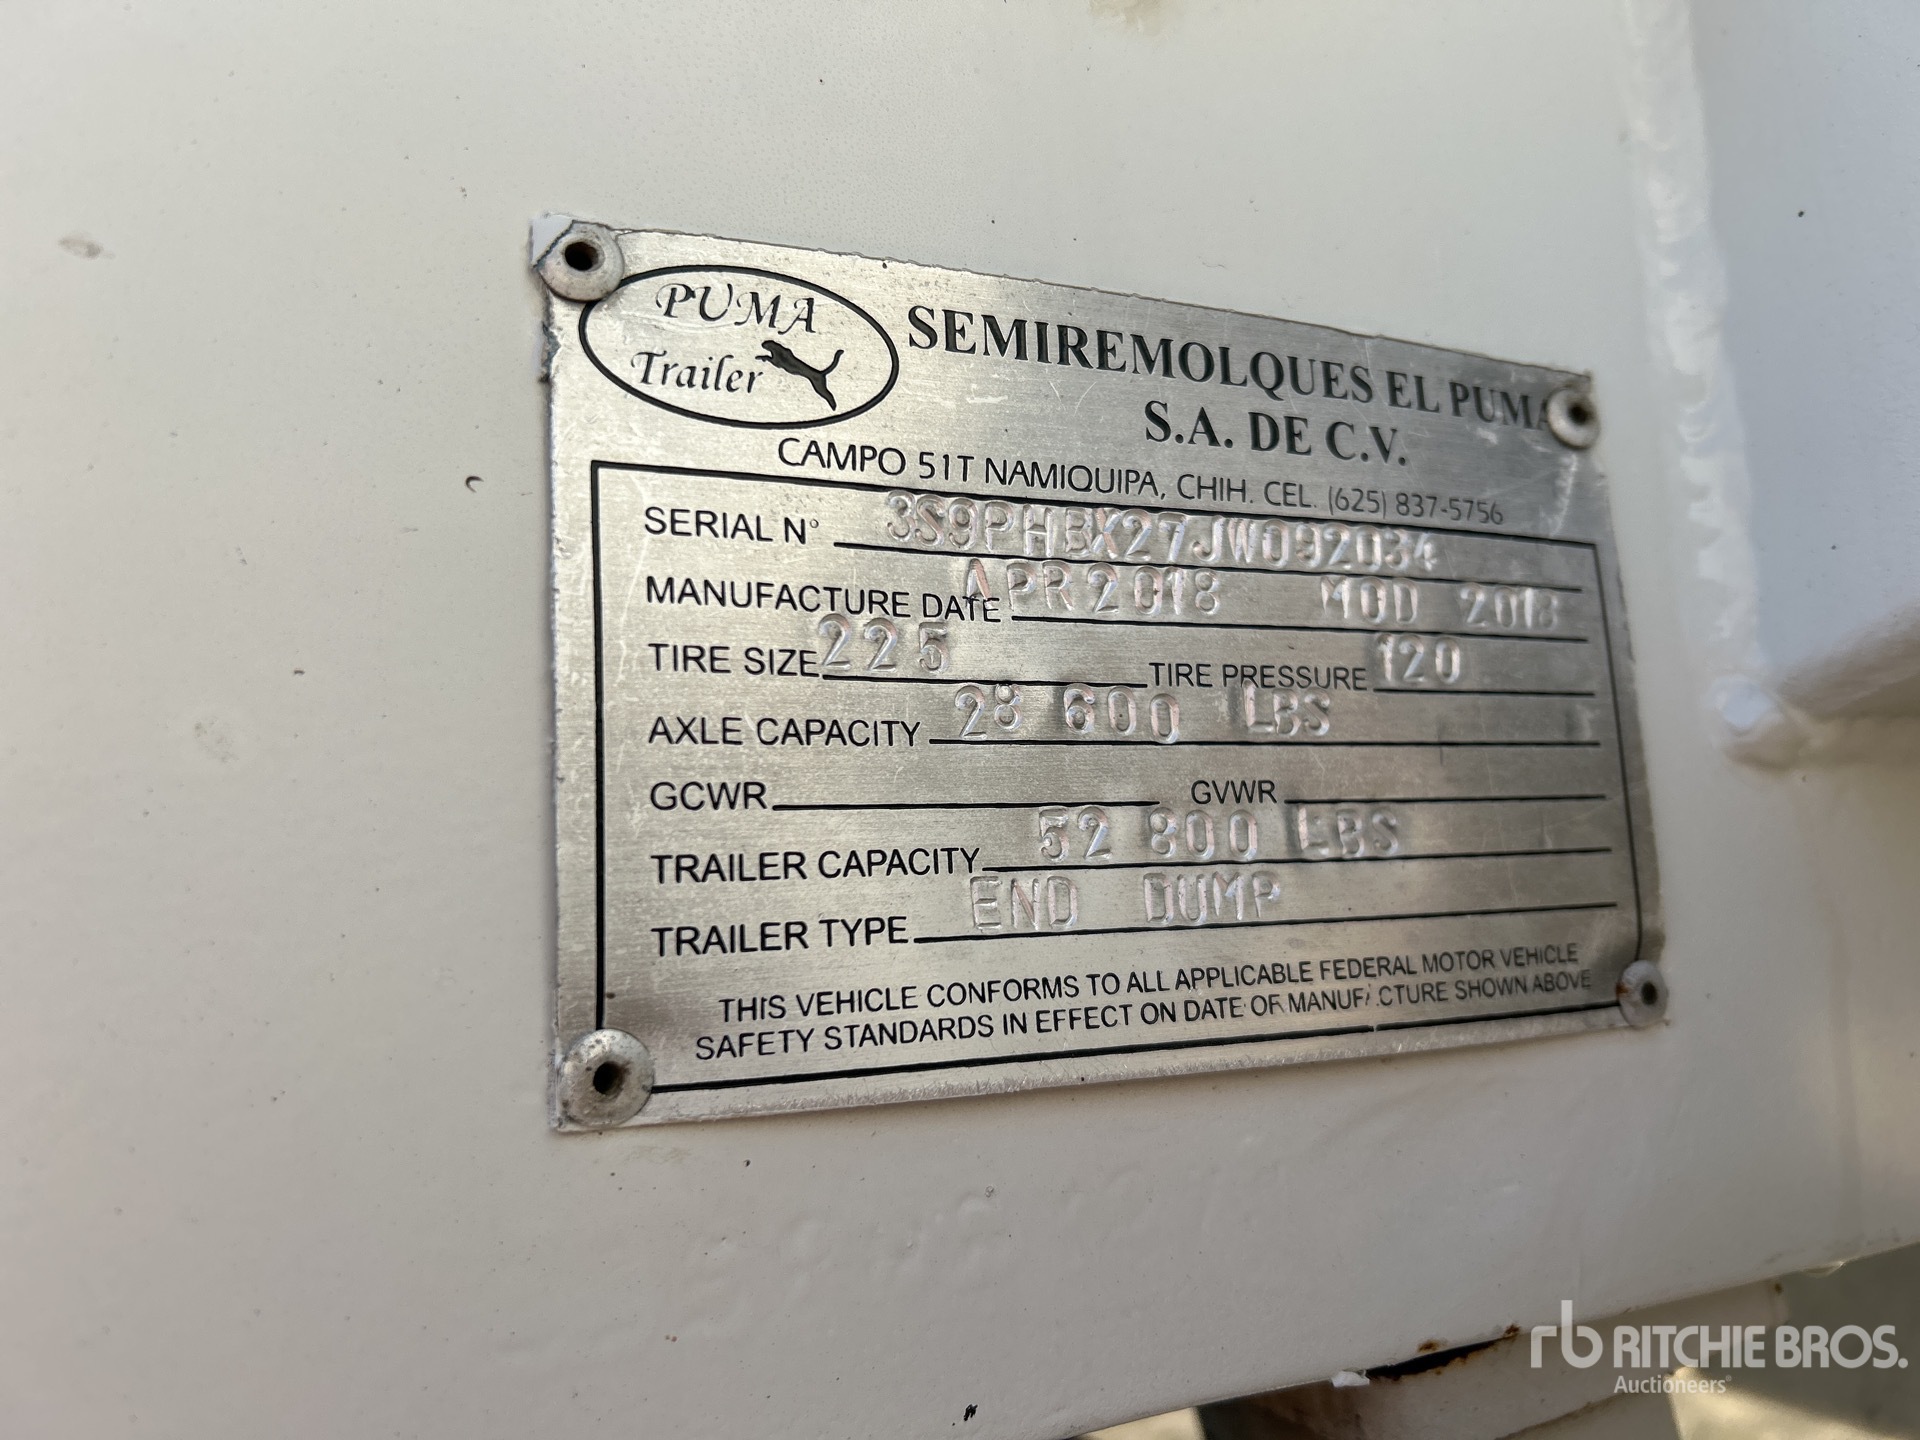 PUMA
Trailer
SEMIREMOLQUES EL PUMA
S.A. DE C.V.
CAMPO 51T NAMIQUIPA, CHIH. CEL. (625) 837-5756
SERIAL N° 3S9PHBX27JW092034
MANUFACTURE DATE APR2018 MOD 2018
TIRE SIZE 225 TIRE PRESSURE 120
AXLE CAPACITY 28 600 LBS
GCWR GVWR
TRAILER CAPACITY 52 800 LBS
TRAILER TYPE END DUMP
THIS VEHICLE CONFORMS TO ALL APPLICABLE FEDERAL MOTOR VEHICLE
SAFETY STANDARDS IN EFFECT ON DATE OF MANUFACTURE SHOWN ABOVE
rb RITCHIE BROS.
Auctioneers